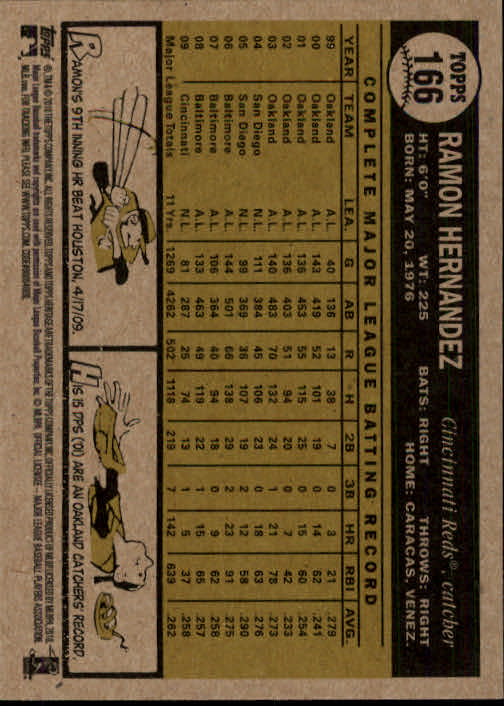 TOPPS
166
RAMON HERNANDEZ Cincinnati Reds® - catcher
HT: 6'0" WT: 225 BATS: RIGHT THROWS: RIGHT
BORN: MAY 20, 1976 HOME: CARACAS, VENEZ.
COMPLETE MAJOR LEAGUE BATTING RECORD
YEAR TEAM LEA. G AB R H 2B 3B HR RBI AVG.
99 Oakland A.L. 40 136 13 38 7 0 3 21 .279
00 Oakland A.L. 143 419 52 101 19 0 14 62 .241
01 Oakland A.L. 136 453 55 115 25 0 15 60 .254
02 Oakland A.L. 136 403 51 94 20 0 7 42 .233
03 Oakland A.L. 140 483 70 132 24 1 21 78 .273
04 San Diego N.L. 111 384 45 106 23 0 18 63 .276
05 San Diego N.L. 99 369 36 107 19 2 12 58 .290
06 Baltimore A.L. 144 501 66 138 29 2 23 91 .275
07 Baltimore A.L. 106 364 40 94 18 0 9 62 .258
08 Baltimore A.L. 133 463 49 119 22 1 15 65 .257
09 Cincinnati N.L. 81 287 25 74 13 1 5 37 .258
Major League Totals 11 Yrs. 1269 4262 502 1118 219 7 142 639 .262
RAMON'S 9TH INNING HR BEAT HOUSTON, 4/17/09.
HIS 15 DPS ('01) ARE AN OAKLAND CATCHERS' RECORD.